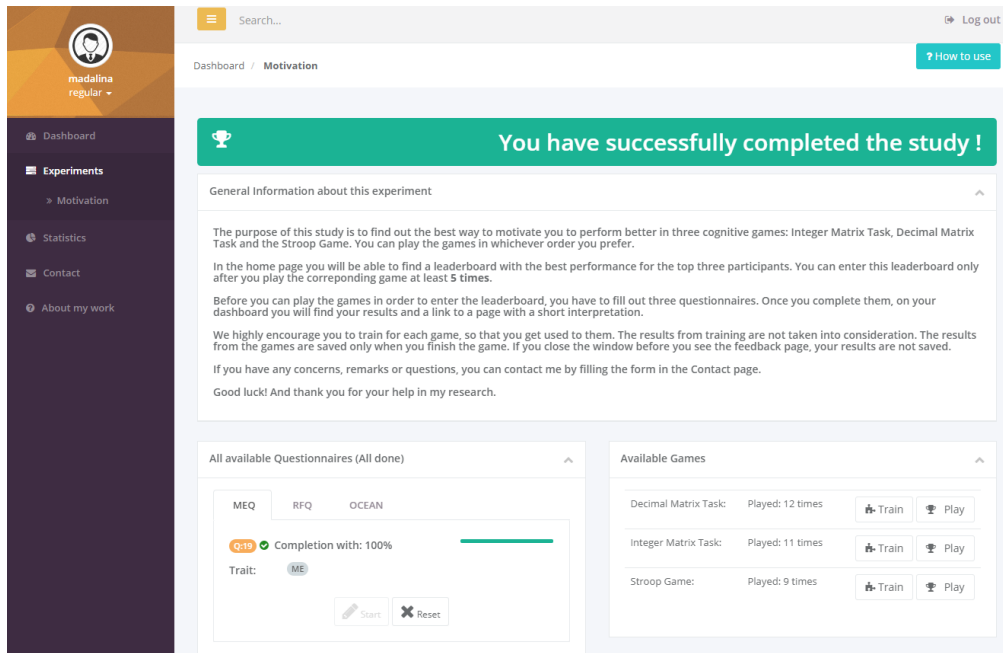 Search...
Log out
madalina
regular
Dashboard / Motivation
? How to use
Dashboard
Experiments
» Motivation
Statistics
Contact
About my work
You have successfully completed the study !
General Information about this experiment
The purpose of this study is to find out the best way to motivate you to perform better in three cognitive games: Integer Matrix Task, Decimal Matrix
Task and the Stroop Game. You can play the games in whichever order you prefer.
In the home page you will be able to find a leaderboard with the best performance for the top three participants. You can enter this leaderboard only
after you play the correponding game at least 5 times.
Before you can play the games in order to enter the leaderboard, you have to fill out three questionnaires. Once you complete them, on your
dashboard you will find your results and a link to a page with a short interpretation.
We highly encourage you to train for each game, so that you get used to them. The results from training are not taken into consideration. The results
from the games are saved only when you finish the game. If you close the window before you see the feedback page, your results are not saved.
If you have any concerns, remarks or questions, you can contact me by filling the form in the Contact page.
Good luck! And thank you for your help in my research.
All available Questionnaires (All done)
MEQ RFQ OCEAN
Q:19 Completion with: 100%
Trait: ME
Start Reset
Available Games
Decimal Matrix Task: Played: 12 times Train Play
Integer Matrix Task: Played: 11 times Train Play
Stroop Game: Played: 9 times Train Play